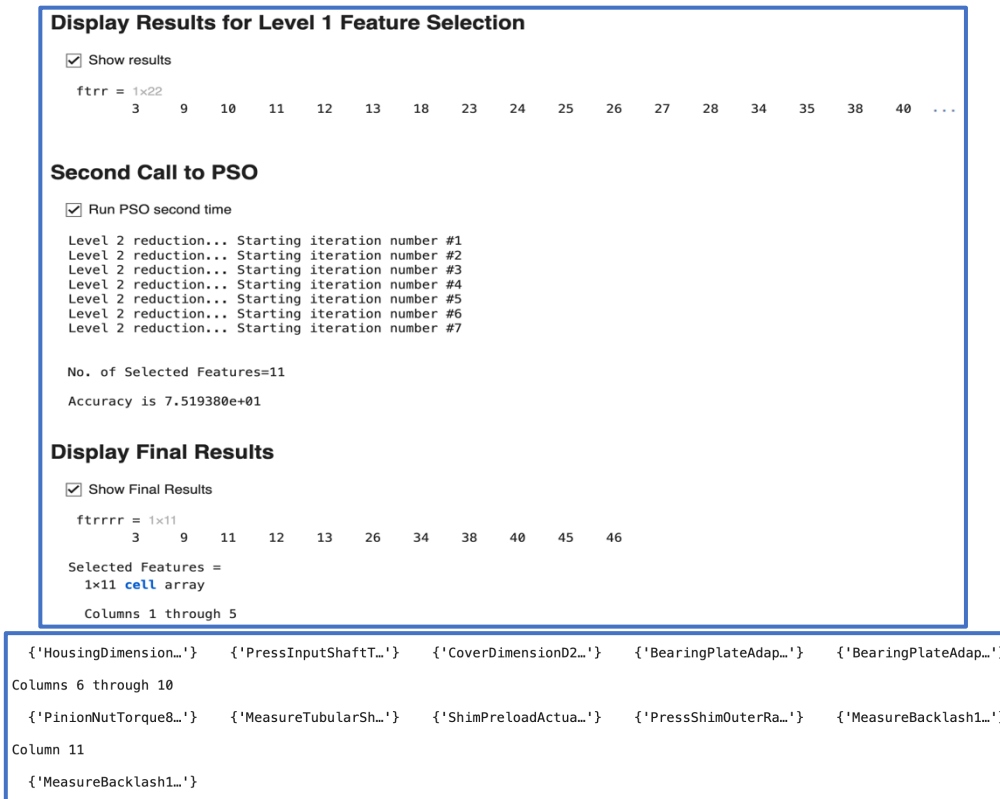 Display Results for Level 1 Feature Selection
Show results
ftrr = 1×22
3 9 10 11 12 13 18 23 24 25 26 27 28 34 35 38 40 ...
Second Call to PSO
Run PSO second time
Level 2 reduction... Starting iteration number #1
Level 2 reduction... Starting iteration number #2
Level 2 reduction... Starting iteration number #3
Level 2 reduction... Starting iteration number #4
Level 2 reduction... Starting iteration number #5
Level 2 reduction... Starting iteration number #6
Level 2 reduction... Starting iteration number #7
No. of Selected Features=11
Accuracy is 7.519380e+01
Display Final Results
Show Final Results
ftrrrr = 1×11
3 9 11 12 13 26 34 38 40 45 46
Selected Features =
1×11 cell array
Columns 1 through 5
{'HousingDimension…'} {'PressInputShaftT…'} {'CoverDimensionD2…'} {'BearingPlateAdap…'} {'BearingPlateAdap…'}
Columns 6 through 10
{'PinionNutTorque8…'} {'MeasureTubularSh…'} {'ShimPreloadActua…'} {'PressShimOuterRa…'} {'MeasureBacklash1…'}
Column 11
{'MeasureBacklash1…'}